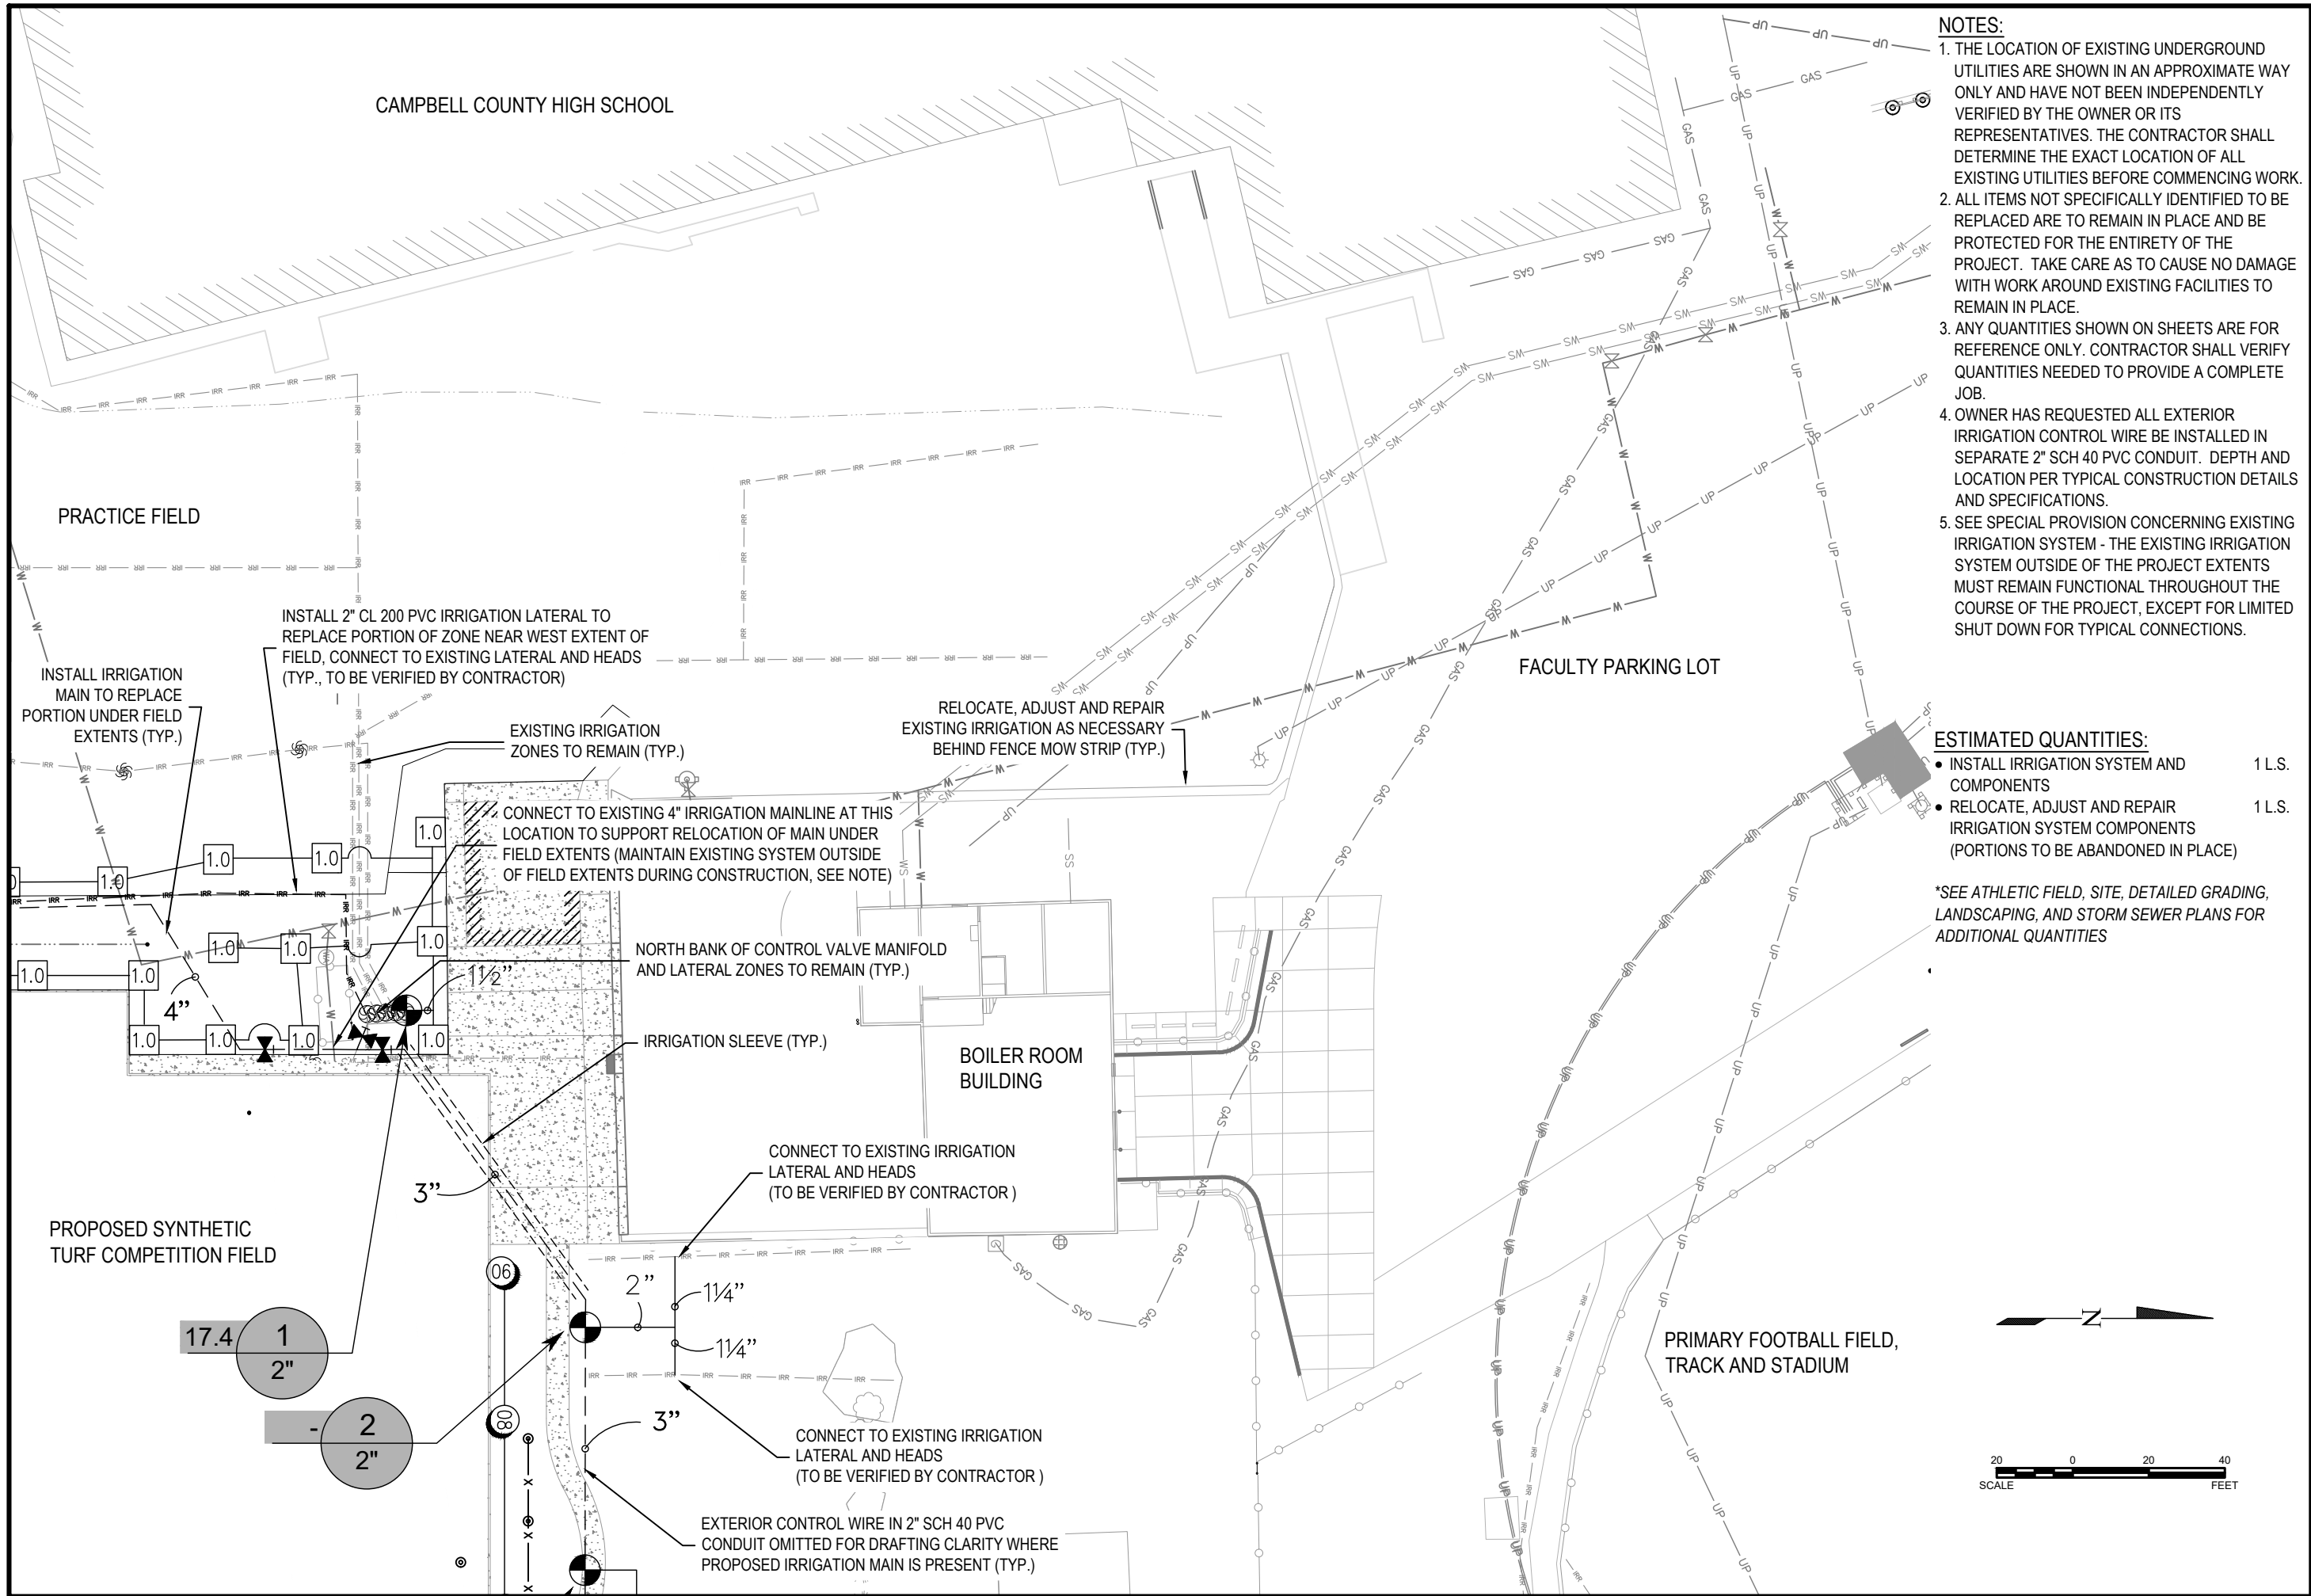 CAMPBELL COUNTY HIGH SCHOOL
PRACTICE FIELD
INSTALL 2" CL 200 PVC IRRIGATION LATERAL TO
REPLACE PORTION OF ZONE NEAR WEST EXTENT OF
FIELD, CONNECT TO EXISTING LATERAL AND HEADS
(TYP., TO BE VERIFIED BY CONTRACTOR)
INSTALL IRRIGATION
MAIN TO REPLACE
PORTION UNDER FIELD
EXTENTS (TYP.)
EXISTING IRRIGATION
ZONES TO REMAIN (TYP.)
RELOCATE, ADJUST AND REPAIR
EXISTING IRRIGATION AS NECESSARY
BEHIND FENCE MOW STRIP (TYP.)
FACULTY PARKING LOT
CONNECT TO EXISTING 4" IRRIGATION MAINLINE AT THIS
LOCATION TO SUPPORT RELOCATION OF MAIN UNDER
FIELD EXTENTS (MAINTAIN EXISTING SYSTEM OUTSIDE
OF FIELD EXTENTS DURING CONSTRUCTION, SEE NOTE)
1.0
1.0
1.0
1.0
1.0
1.0
1.0
1.0
1.0
1.0
1.0
1.0
1.0
NORTH BANK OF CONTROL VALVE MANIFOLD
AND LATERAL ZONES TO REMAIN (TYP.)
1½"
4"
IRRIGATION SLEEVE (TYP.)
BOILER ROOM
BUILDING
CONNECT TO EXISTING IRRIGATION
LATERAL AND HEADS
(TO BE VERIFIED BY CONTRACTOR )
3"
PROPOSED SYNTHETIC
TURF COMPETITION FIELD
06
2"
1¼"
1¼"
17.4
1
2"
-
2
2"
08
3"
CONNECT TO EXISTING IRRIGATION
LATERAL AND HEADS
(TO BE VERIFIED BY CONTRACTOR )
EXTERIOR CONTROL WIRE IN 2" SCH 40 PVC
CONDUIT OMITTED FOR DRAFTING CLARITY WHERE
PROPOSED IRRIGATION MAIN IS PRESENT (TYP.)
PRIMARY FOOTBALL FIELD,
TRACK AND STADIUM
NOTES:
1. THE LOCATION OF EXISTING UNDERGROUND
UTILITIES ARE SHOWN IN AN APPROXIMATE WAY
ONLY AND HAVE NOT BEEN INDEPENDENTLY
VERIFIED BY THE OWNER OR ITS
REPRESENTATIVES. THE CONTRACTOR SHALL
DETERMINE THE EXACT LOCATION OF ALL
EXISTING UTILITIES BEFORE COMMENCING WORK.
2. ALL ITEMS NOT SPECIFICALLY IDENTIFIED TO BE
REPLACED ARE TO REMAIN IN PLACE AND BE
PROTECTED FOR THE ENTIRETY OF THE
PROJECT. TAKE CARE AS TO CAUSE NO DAMAGE
WITH WORK AROUND EXISTING FACILITIES TO
REMAIN IN PLACE.
3. ANY QUANTITIES SHOWN ON SHEETS ARE FOR
REFERENCE ONLY. CONTRACTOR SHALL VERIFY
QUANTITIES NEEDED TO PROVIDE A COMPLETE
JOB.
4. OWNER HAS REQUESTED ALL EXTERIOR
IRRIGATION CONTROL WIRE BE INSTALLED IN
SEPARATE 2" SCH 40 PVC CONDUIT. DEPTH AND
LOCATION PER TYPICAL CONSTRUCTION DETAILS
AND SPECIFICATIONS.
5. SEE SPECIAL PROVISION CONCERNING EXISTING
IRRIGATION SYSTEM - THE EXISTING IRRIGATION
SYSTEM OUTSIDE OF THE PROJECT EXTENTS
MUST REMAIN FUNCTIONAL THROUGHOUT THE
COURSE OF THE PROJECT, EXCEPT FOR LIMITED
SHUT DOWN FOR TYPICAL CONNECTIONS.
ESTIMATED QUANTITIES:
• INSTALL IRRIGATION SYSTEM AND 1 L.S.
COMPONENTS
• RELOCATE, ADJUST AND REPAIR 1 L.S.
IRRIGATION SYSTEM COMPONENTS
(PORTIONS TO BE ABANDONED IN PLACE)
*SEE ATHLETIC FIELD, SITE, DETAILED GRADING,
LANDSCAPING, AND STORM SEWER PLANS FOR
ADDITIONAL QUANTITIES
N
20 0 20 40
SCALE FEET